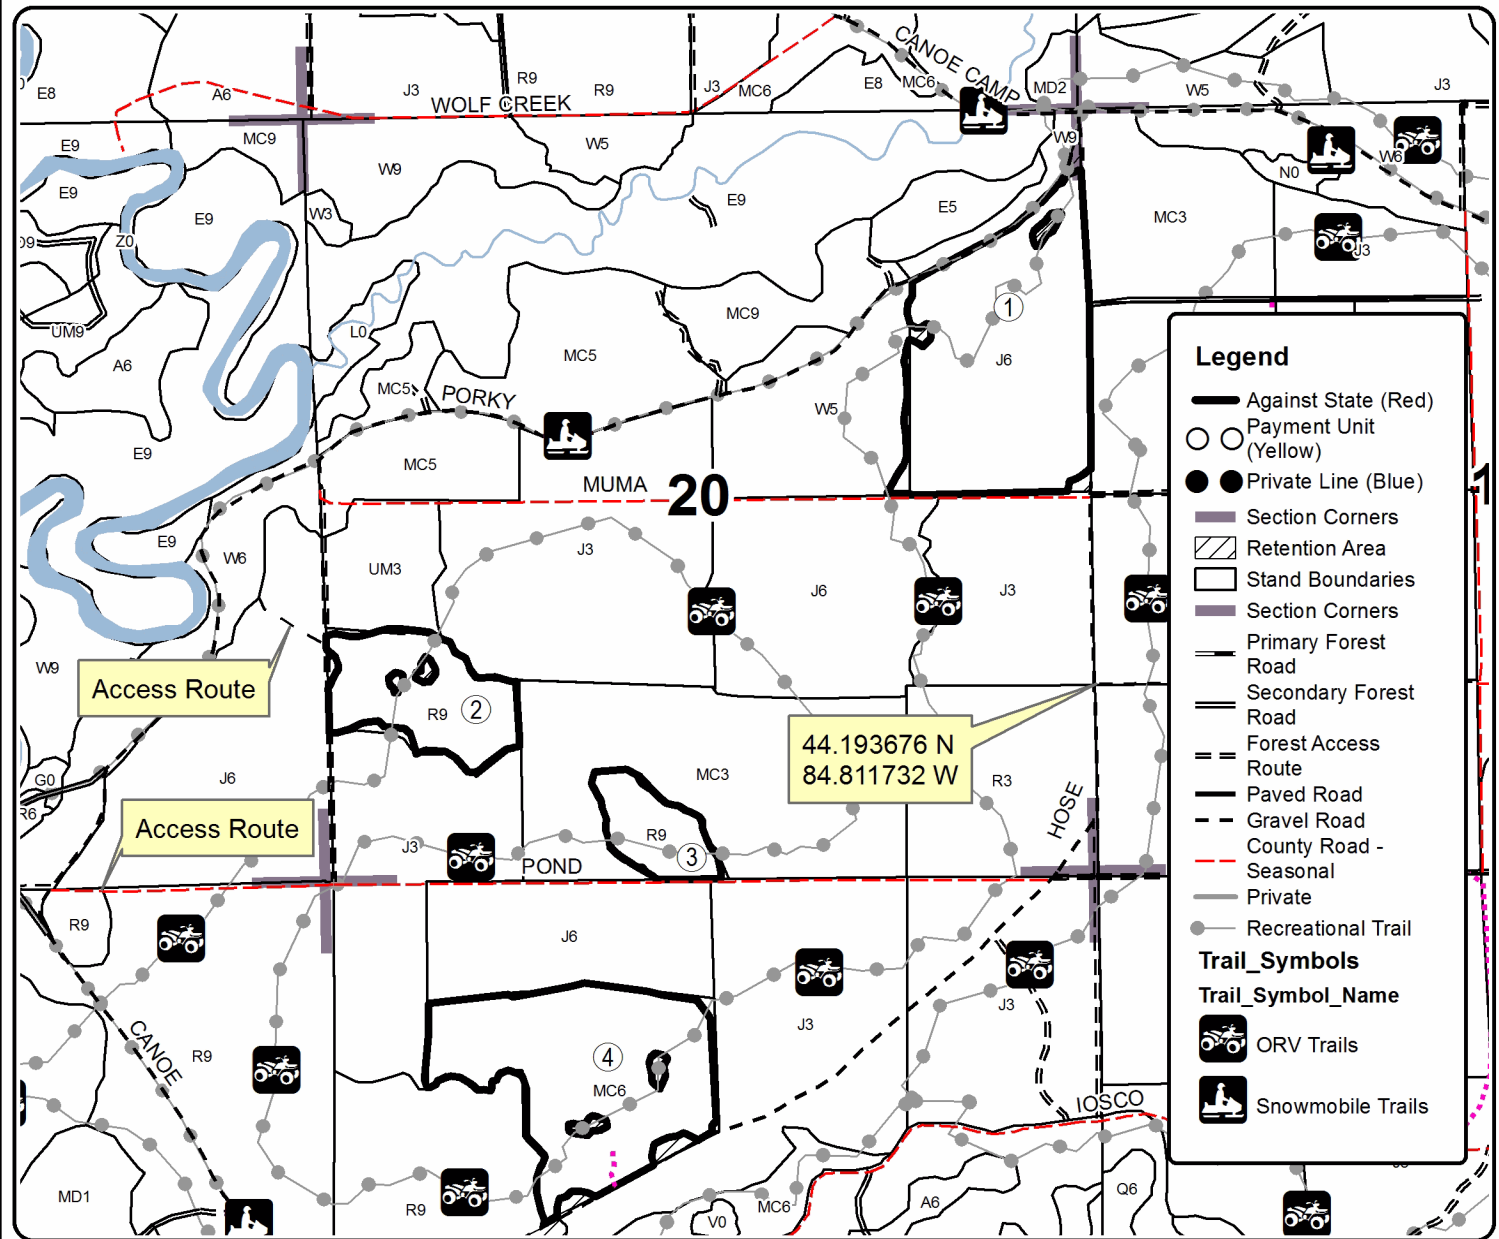 E8
A6
J3
R9
R9
WOLF CREEK
J3
MC6
E8
MC6
CANOE CAMP
MD2
W5
J3
E9
MC9
W5
W9
W9
W6
N0
E9
E9
W3
E9
E5
MC3
Z0
J3
UM9
L0
MC9
1
A6
MC5
J6
MC5
PORKY
W5
E9
MC5
MUMA
20
E9
W6
UM3
J3
J6
J3
W9
Access Route
R9
2
44.193676 N
84.811732 W
G0
J6
MC3
R3
HOSE
R6
Access Route
J3
R9
3
POND
R9
J6
CANOE
R9
4
MC6
J3
J3
IOSCO
MD1
R9
V0
MC6
A6
Q6
Legend
Against State (Red)
Payment Unit
(Yellow)
Private Line (Blue)
Section Corners
Retention Area
Stand Boundaries
Section Corners
Primary Forest
Road
Secondary Forest
Road
Forest Access
Route
Paved Road
Gravel Road
County Road -
Seasonal
Private
Recreational Trail
Trail_Symbols
Trail_Symbol_Name
ORV Trails
Snowmobile Trails